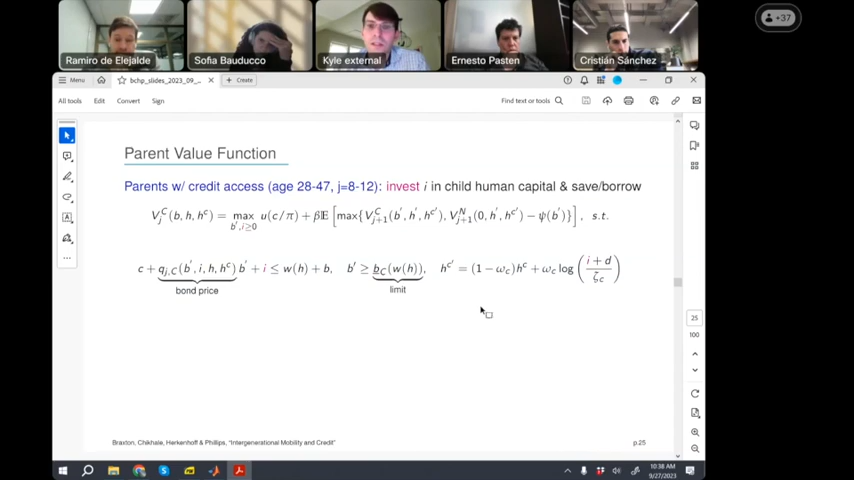 +37
Ramiro de Elejalde
Sofia Bauducco
Kyle external
Ernesto Pasten
Cristián Sánchez
Menu
bchp_slides_2023_09_...
+ Create
All tools
Edit
Convert
Sign
Find text or tools
Parent Value Function
Parents w/ credit access (age 28-47, j=8-12): invest i in child human capital & save/borrow
V_j^C(b, h, h^c) = max_{b',i≥0} u(c/π) + β𝔼 [max{V_{j+1}^C(b', h', h^{c'}), V_{j+1}^N(0, h', h^{c'}) − ψ(b')}], s.t.
c + q_{j,C}(b', i, h, h^c) b' + i ≤ w(h) + b, b' ≥ b_C(w(h)), h^{c'} = (1 − ω_c)h^c + ω_c log((i + d)/ζ_c)
bond price
limit
25
100
Braxton, Chikhale, Herkenhoff & Phillips, "Intergenerational Mobility and Credit"
p.25
10:38 AM
9/27/2023